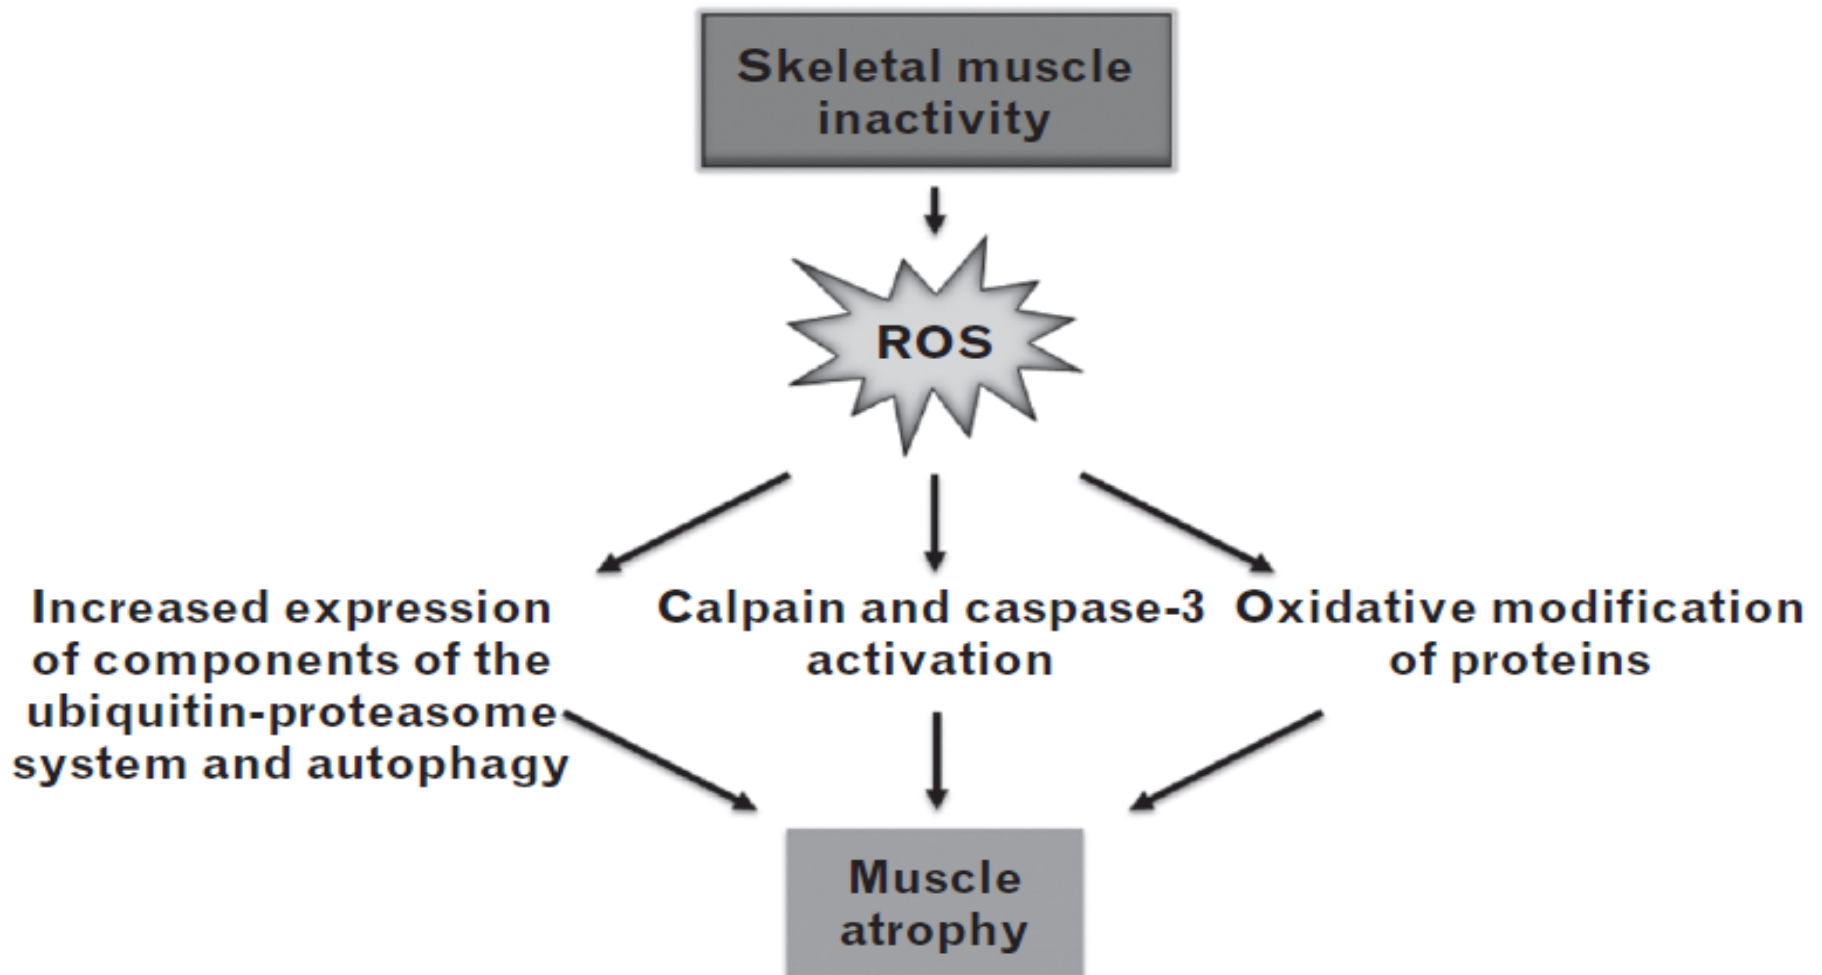 Skeletal muscle
inactivity
ROS
Increased expression
of components of the
ubiquitin-proteasome
system and autophagy
Calpain and caspase-3
activation
Oxidative modification
of proteins
Muscle
atrophy